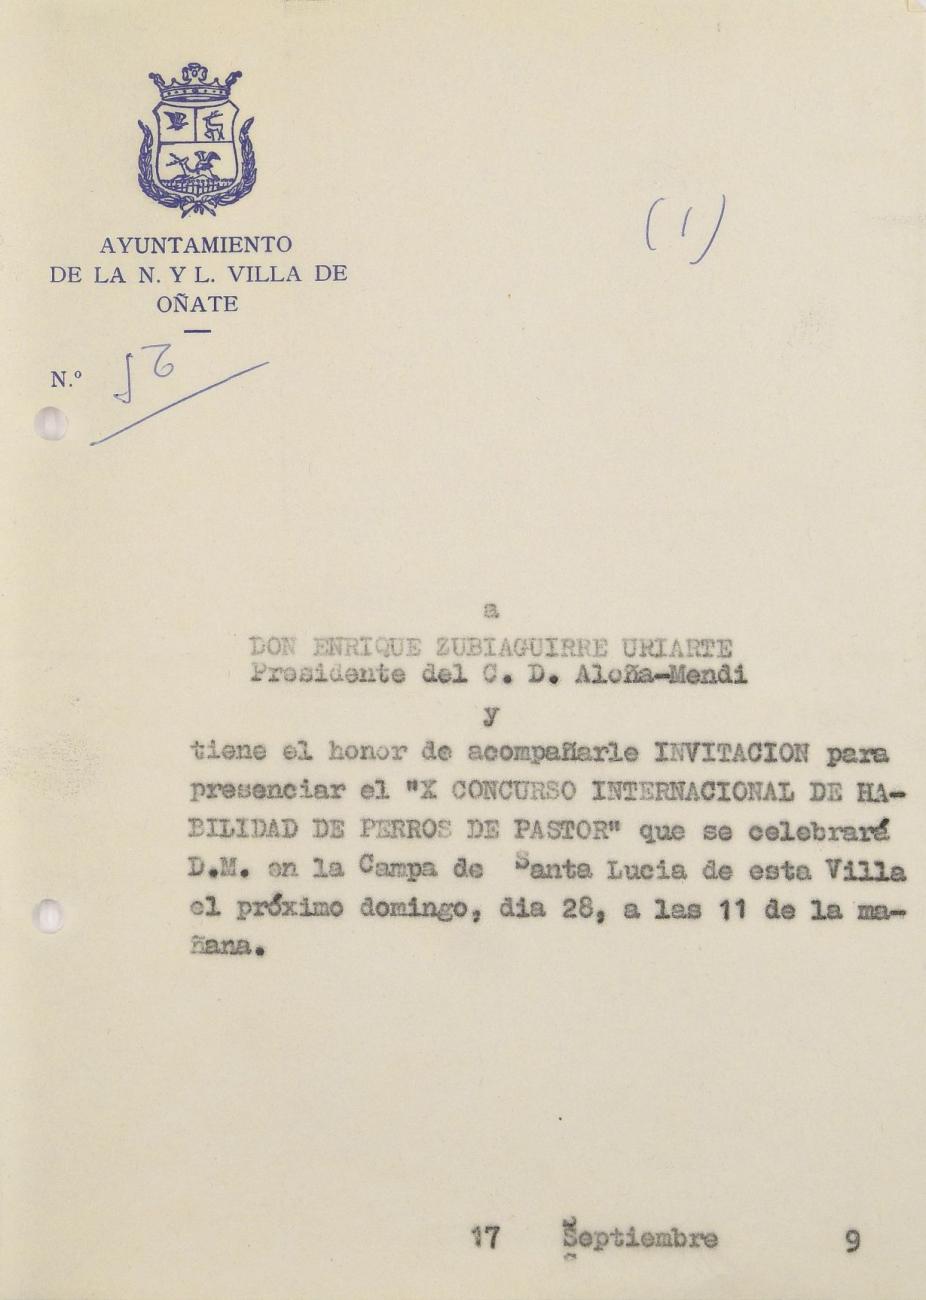 (1)
AYUNTAMIENTO
DE LA N. Y L. VILLA DE
OÑATE
N.º
a
DON ENRIQUE ZUBIAGUIRRE URIARTE
Presidente del C. D. Aloña-Mendi
y
tiene el honor de acompañarle INVITACION para
presenciar el "X CONCURSO INTERNACIONAL DE HA-
BILIDAD DE PERROS DE PASTOR" que se celebrará
D.M. en la Campa de Santa Lucia de esta Villa
el próximo domingo, dia 28, a las 11 de la ma-
ñana.
17 Septiembre 9